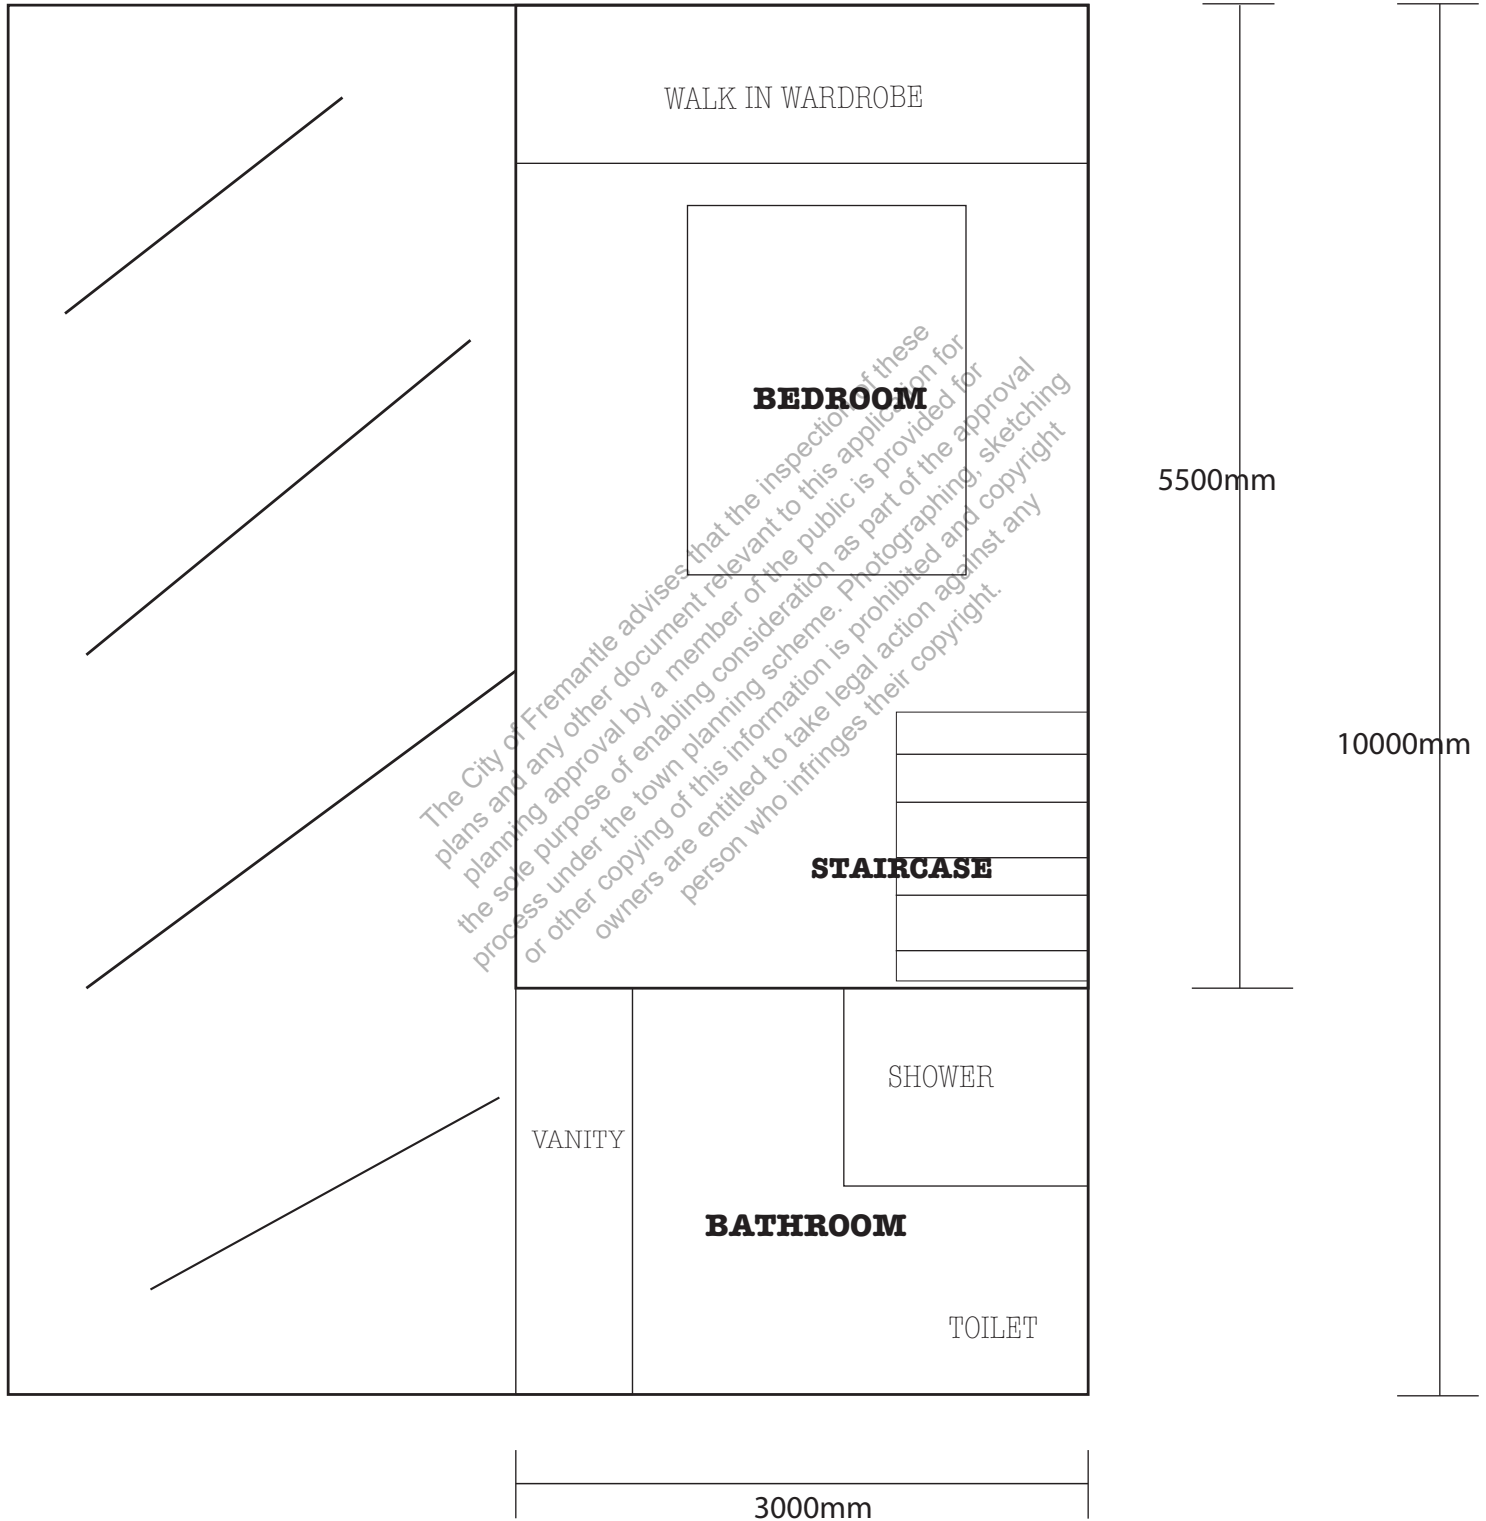 WALK IN WARDROBE
BEDROOM
The City of Fremantle advises that the inspection of these
plans and any other document relevant to this application for
planning approval by a member of the public is provided for
the sole purpose of enabling consideration as part of the approval
process under the town planning scheme. Photographing, sketching
or other copying of this information is prohibited and copyright
owners are entitled to take legal action against any
person who infringes their copyright.
5500mm
10000mm
STAIRCASE
SHOWER
VANITY
BATHROOM
TOILET
3000mm